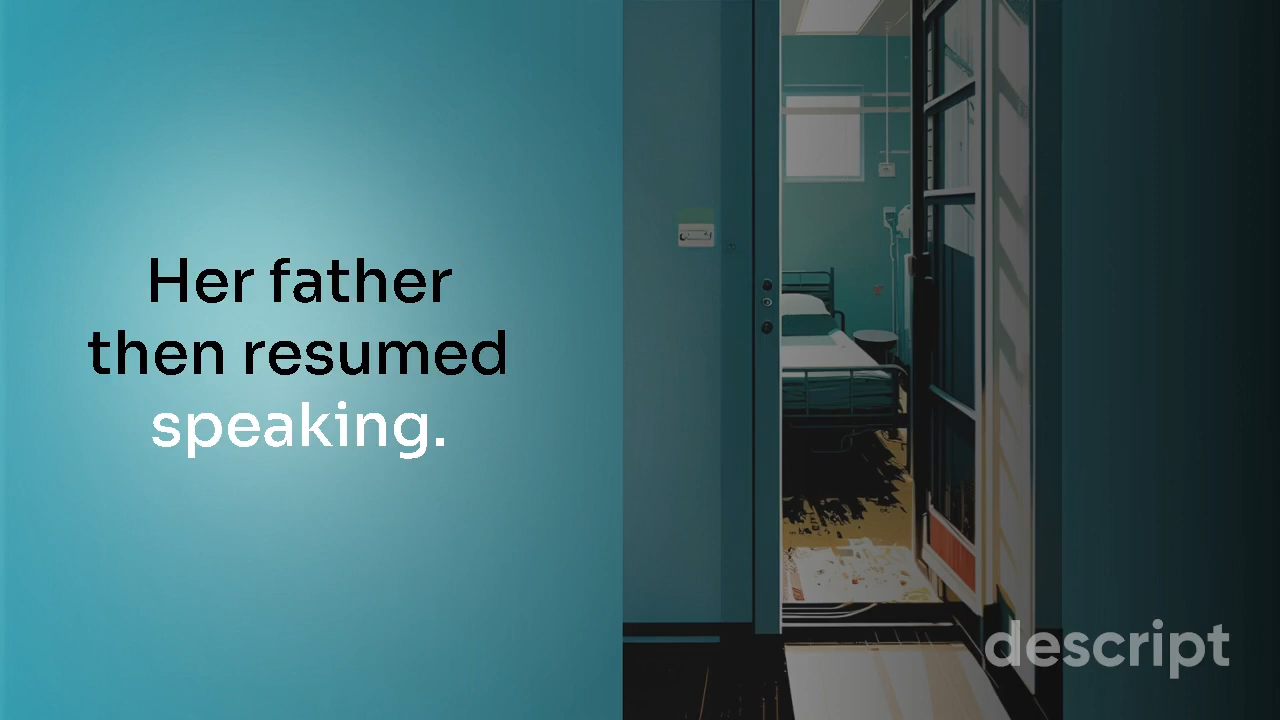 Her father
then resumed
speaking.
descript